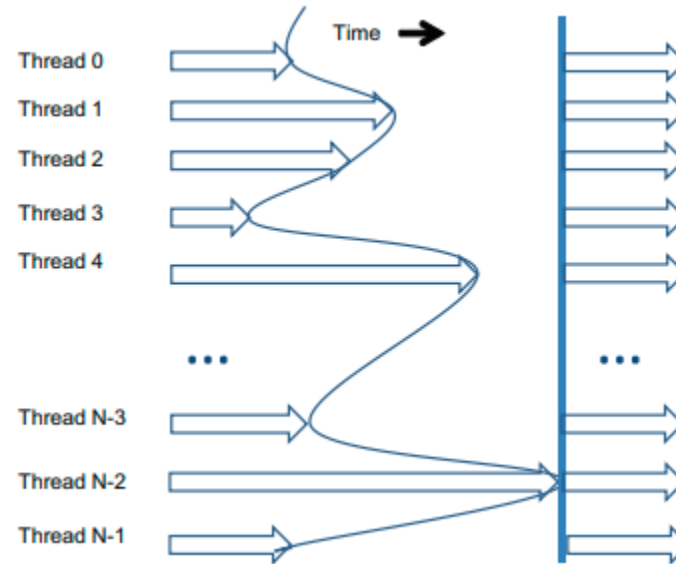 Time
Thread 0
Thread 1
Thread 2
Thread 3
Thread 4
... ...
Thread N-3
Thread N-2
Thread N-1